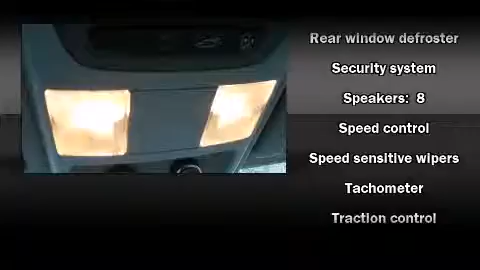 Rear window defroster
Security system
Speakers:  8
Speed control
Speed sensitive wipers
Tachometer
Traction control